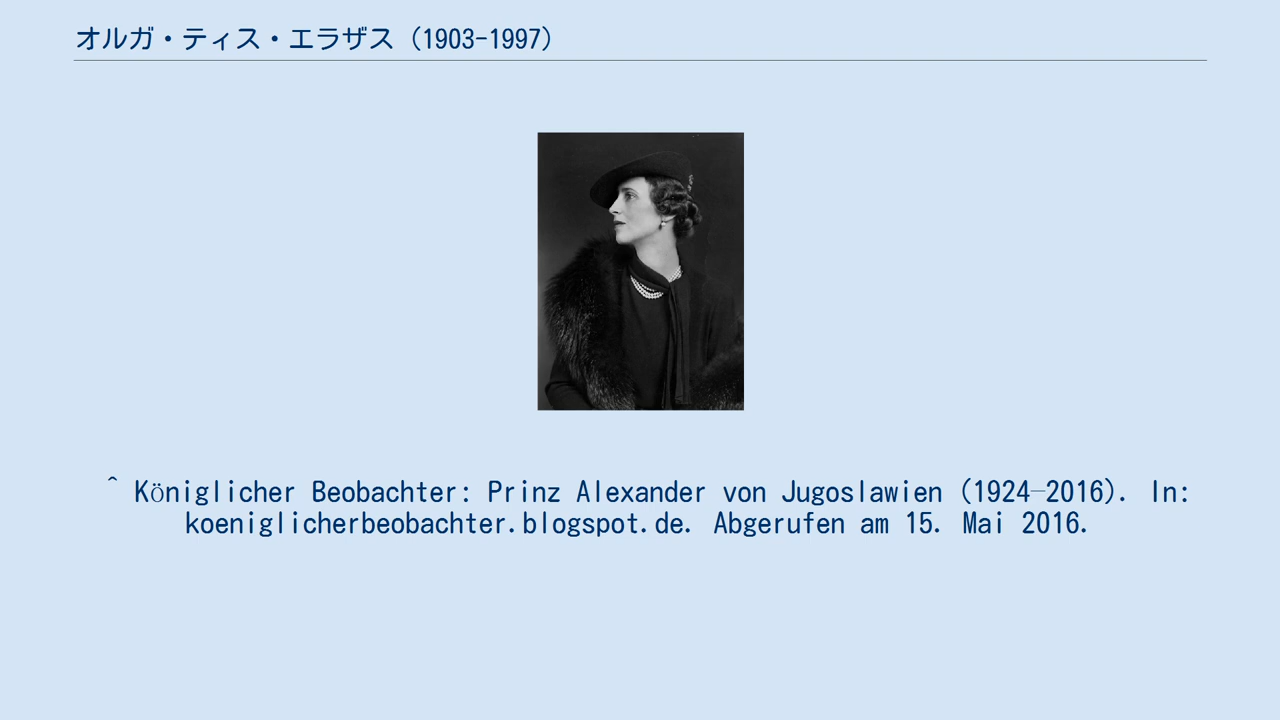 オルガ・ティス・エラザス（1903-1997）
^ Königlicher Beobachter: Prinz Alexander von Jugoslawien (1924–2016). In:
koeniglicherbeobachter.blogspot.de. Abgerufen am 15. Mai 2016.